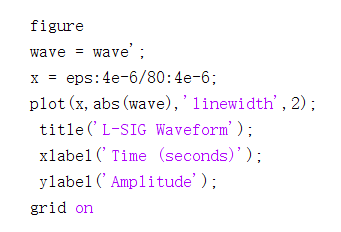 figure
wave = wave';
x = eps:4e-6/80:4e-6;
plot(x,abs(wave),'linewidth',2);
title('L-SIG Waveform');
xlabel('Time (seconds)');
ylabel('Amplitude');
grid on